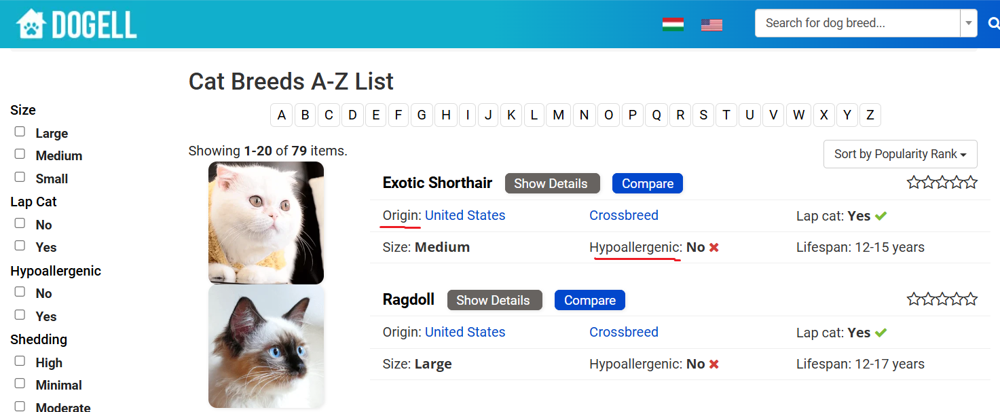 DOGELL
Search for dog breed...
Cat Breeds A-Z List
A B C D E F G H I J K L M N O P Q R S T U V W X Y Z
Size
Large
Medium
Small
Lap Cat
No
Yes
Hypoallergenic
No
Yes
Shedding
High
Minimal
Moderate
Showing 1-20 of 79 items.
Sort by Popularity Rank
Exotic Shorthair Show Details Compare
Origin: United States Crossbreed Lap cat: Yes
Size: Medium Hypoallergenic: No Lifespan: 12-15 years
Ragdoll Show Details Compare
Origin: United States Crossbreed Lap cat: Yes
Size: Large Hypoallergenic: No Lifespan: 12-17 years